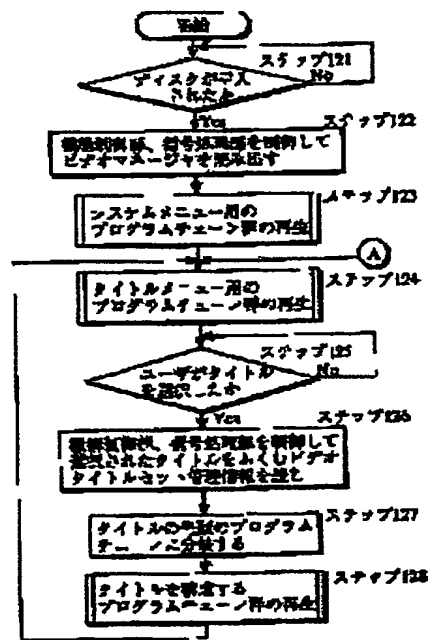 開始
ステップ121
ディスクが挿入
されたか
No
Yes
ステップ122
機構制御部、信号処理部を制御して
ビデオマネージャを読み出す
ステップ123
システムメニュー用の
プログラムチェーン群の再生
A
ステップ124
タイトルメニュー用の
プログラムチェーン群の再生
ステップ125
ユーザがタイトル
を選択したか
No
Yes
ステップ126
信号処理部を制御して
選択されたタイトルをふくむビデオ
タイトルセット管理情報を読む
ステップ127
タイトルの のプログラム
チェーンに分岐する
ステップ128
タイトルを構成する
プログラムチェーン群の再生